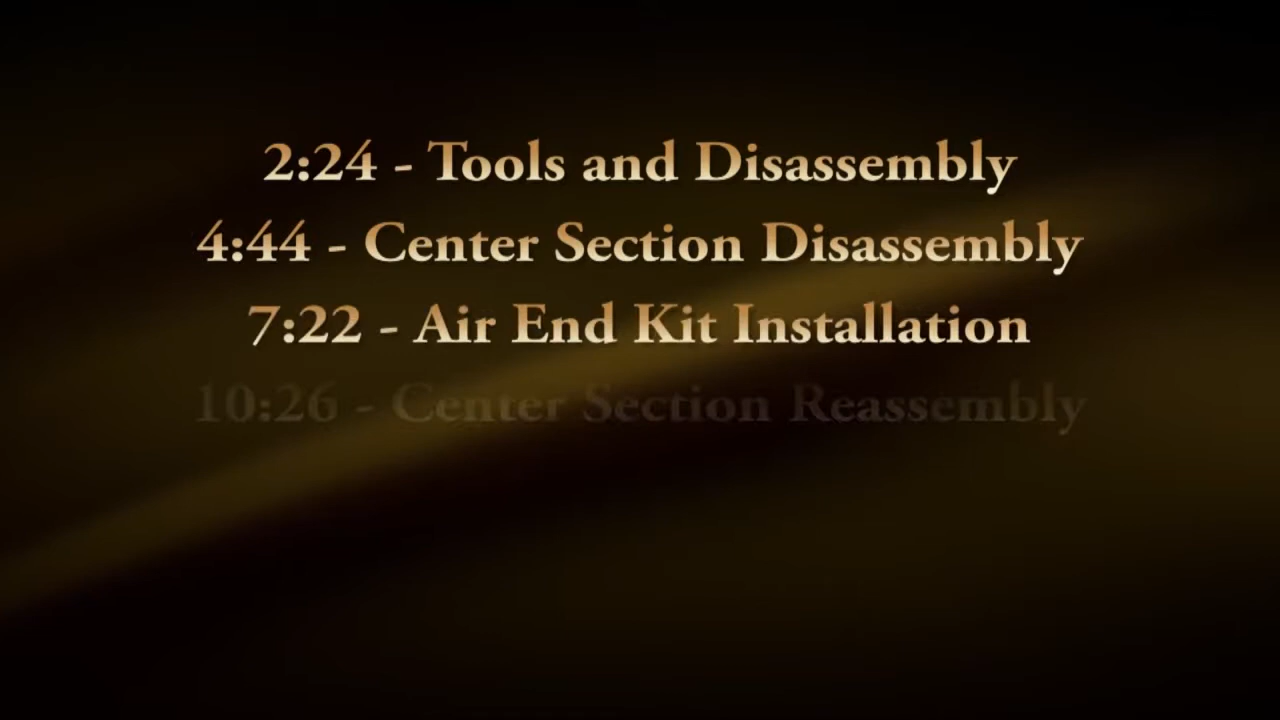 2:24 - Tools and Disassembly
4:44 - Center Section Disassembly
7:22 - Air End Kit Installation
10:26 - Center Section Reassembly